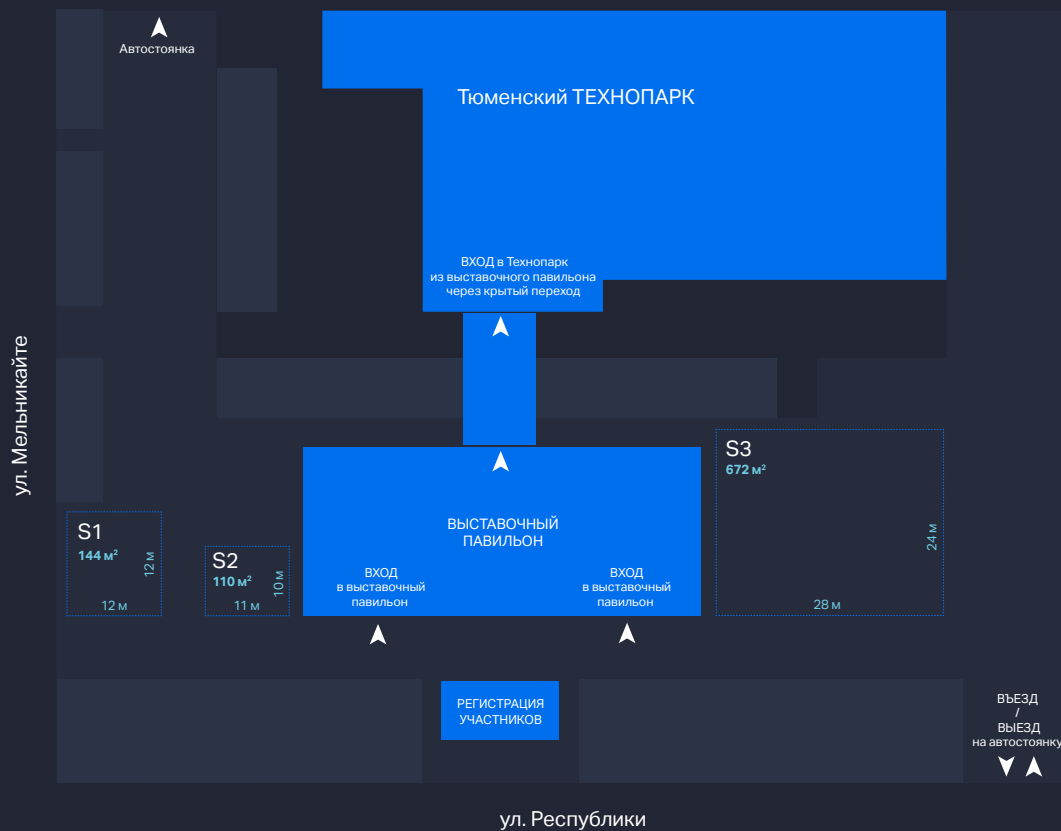 Автостоянка
Тюменский ТЕХНОПАРК
ВХОД в Технопарк
из выставочного павильона
через крытый переход
ул. Мельникайте
S1
144 м²
12 м
12 м
S2
110 м²
10 м
11 м
ВЫСТАВОЧНЫЙ
ПАВИЛЬОН
ВХОД
в выставочный
павильон
ВХОД
в выставочный
павильон
S3
672 м²
24 м
28 м
РЕГИСТРАЦИЯ
УЧАСТНИКОВ
ВЪЕЗД
/
ВЫЕЗД
на автостоянку
ул. Республики